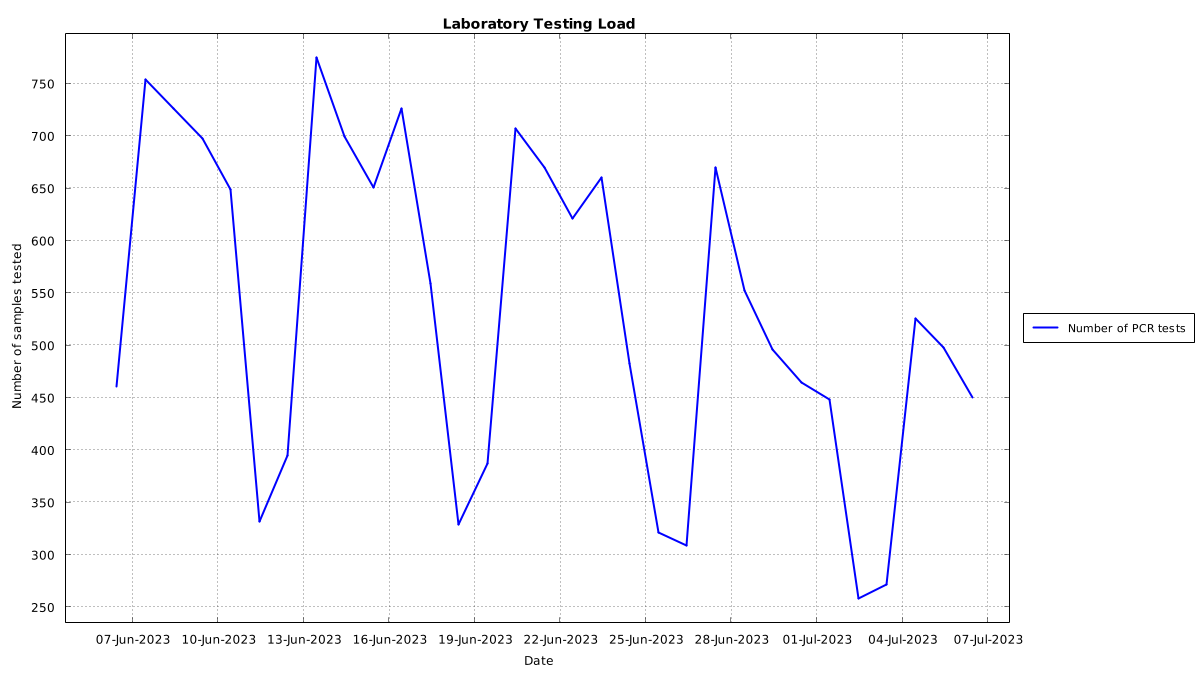 Laboratory Testing Load
Number of samples tested
750
700
650
600
550
500
450
400
350
300
250
07-Jun-2023 10-Jun-2023 13-Jun-2023 16-Jun-2023 19-Jun-2023 22-Jun-2023 25-Jun-2023 28-Jun-2023 01-Jul-2023 04-Jul-2023 07-Jul-2023
Date
Number of PCR tests